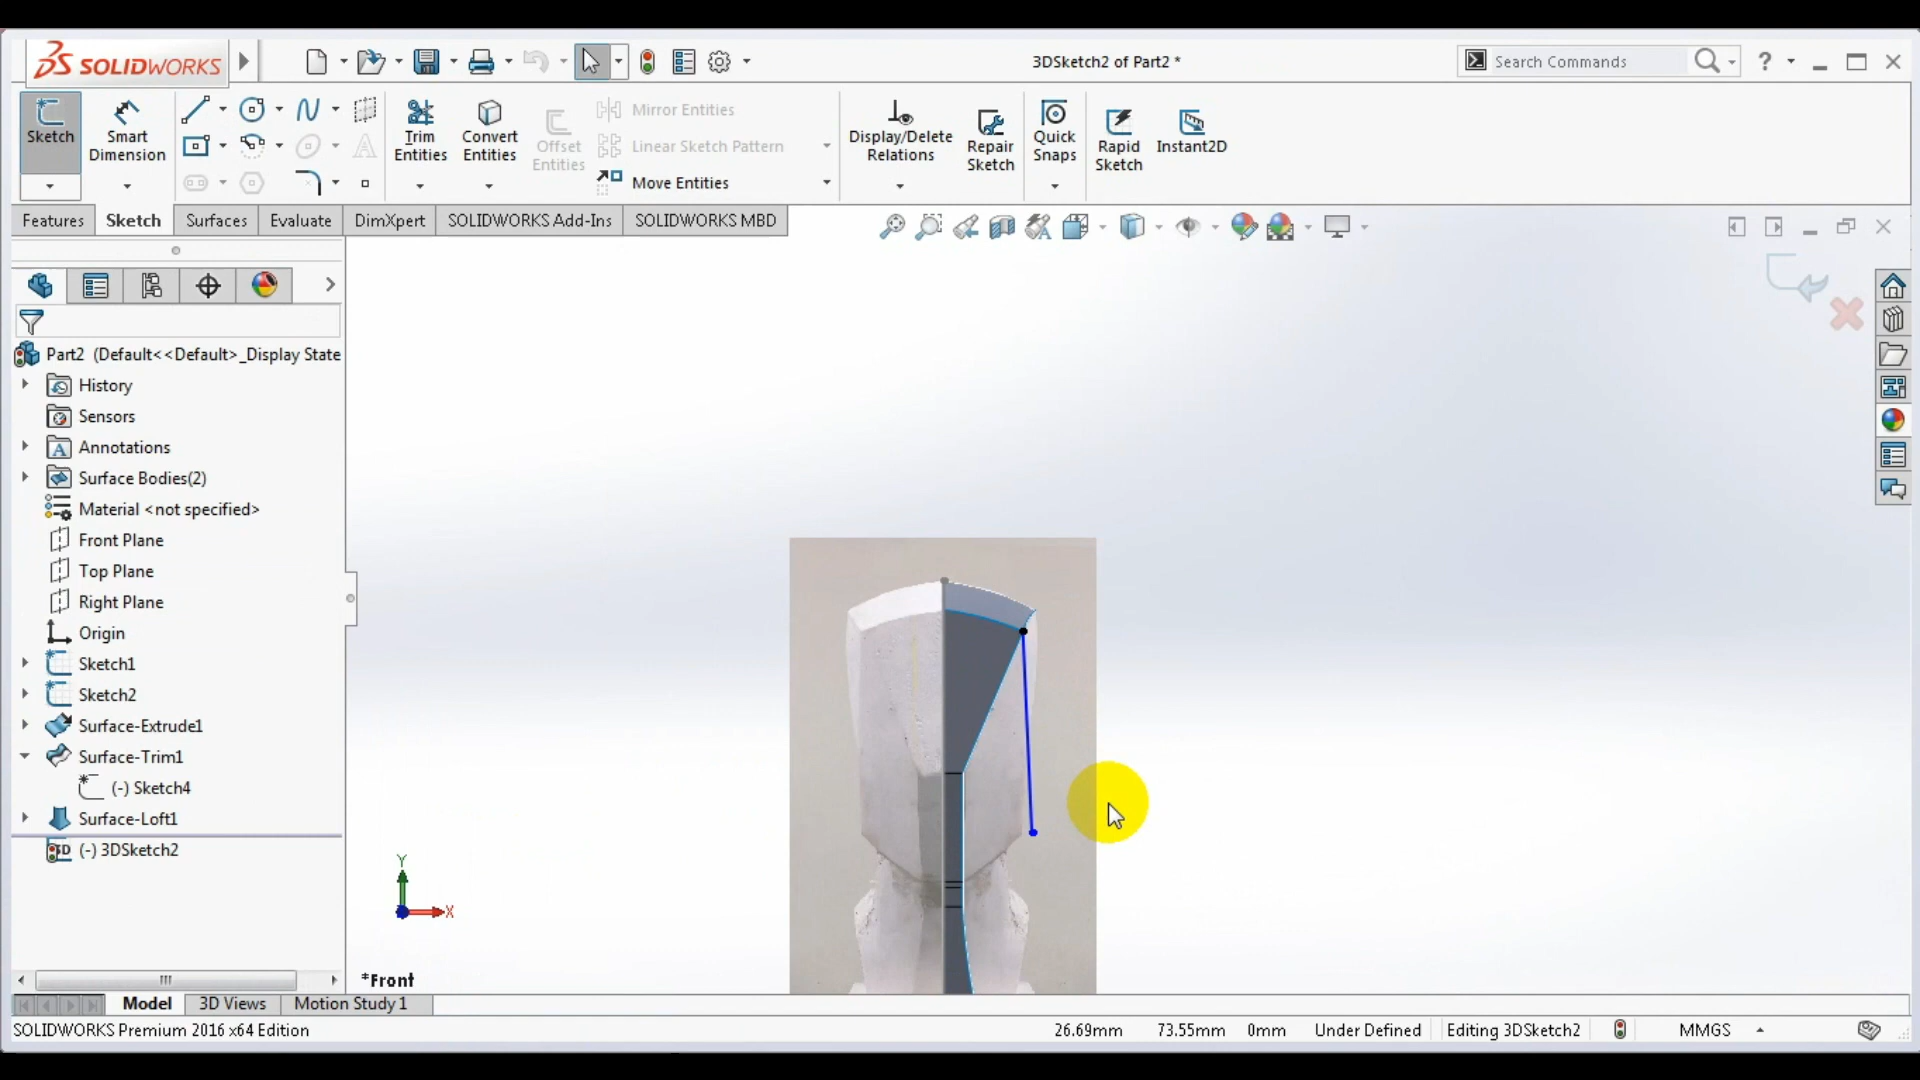 SOLIDWORKS
3DSketch2 of Part2 *
Search Commands
?
Sketch
Smart Dimension
Trim Entities
Convert Entities
Offset Entities
Mirror Entities
Linear Sketch Pattern
Move Entities
Display/Delete Relations
Repair Sketch
Quick Snaps
Rapid Sketch
Instant2D
Features
Sketch
Surfaces
Evaluate
DimXpert
SOLIDWORKS Add-Ins
SOLIDWORKS MBD
Part2 (Default<<Default>_Display State
History
Sensors
Annotations
Surface Bodies(2)
Material <not specified>
Front Plane
Top Plane
Right Plane
Origin
Sketch1
Sketch2
Surface-Extrude1
Surface-Trim1
(-) Sketch4
Surface-Loft1
(-) 3DSketch2
Y
X
*Front
Model
3D Views
Motion Study 1
SOLIDWORKS Premium 2016 x64 Edition
26.69mm
73.55mm
0mm
Under Defined
Editing 3DSketch2
MMGS